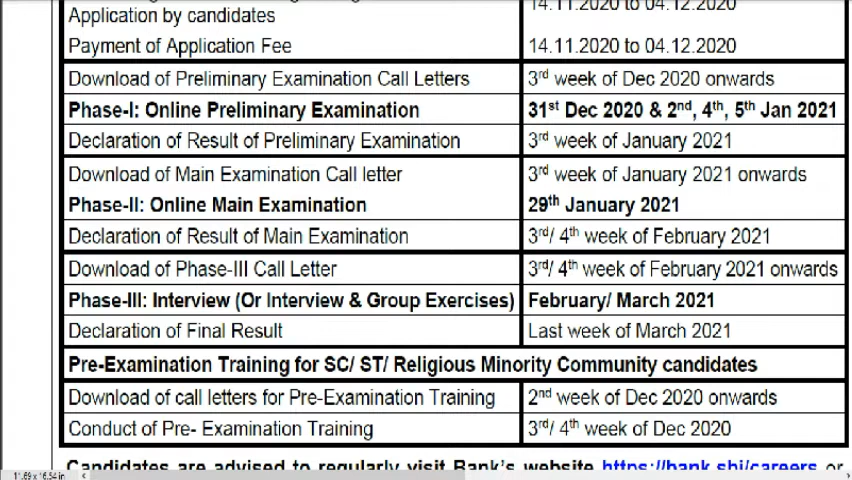 14.11.2020 to 04.12.2020
Application by candidates
Payment of Application Fee 14.11.2020 to 04.12.2020
Download of Preliminary Examination Call Letters 3rd week of Dec 2020 onwards
Phase-I: Online Preliminary Examination 31st Dec 2020 & 2nd, 4th, 5th Jan 2021
Declaration of Result of Preliminary Examination 3rd week of January 2021
Download of Main Examination Call letter 3rd week of January 2021 onwards
Phase-II: Online Main Examination 29th January 2021
Declaration of Result of Main Examination 3rd/ 4th week of February 2021
Download of Phase-III Call Letter 3rd/ 4th week of February 2021 onwards
Phase-III: Interview (Or Interview & Group Exercises) February/ March 2021
Declaration of Final Result Last week of March 2021
Pre-Examination Training for SC/ ST/ Religious Minority Community candidates
Download of call letters for Pre-Examination Training 2nd week of Dec 2020 onwards
Conduct of Pre- Examination Training 3rd/ 4th week of Dec 2020
Candidates are advised to regularly visit Bank's website https://bank.sbi/careers or
11.69 x 16.54 in